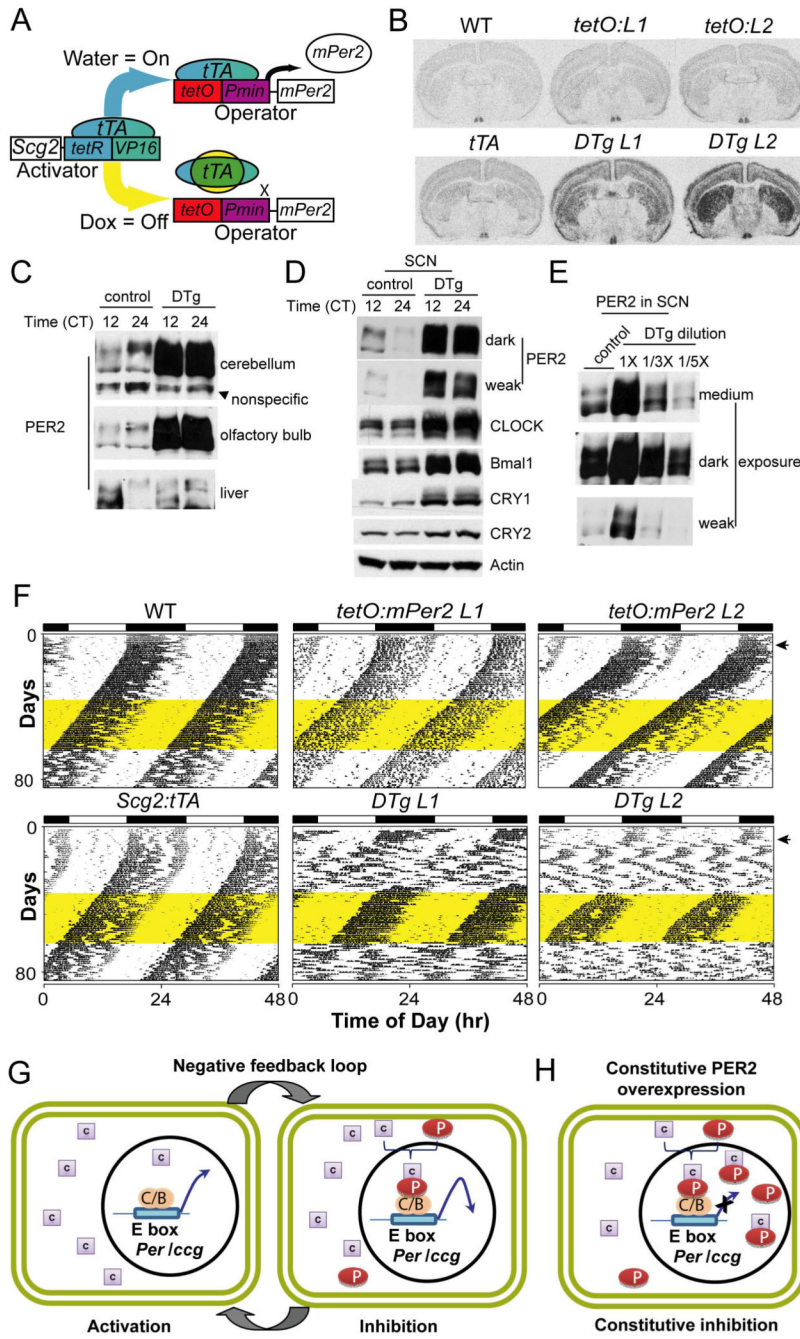 A
Water = On
tTA
mPer2
tetO Pmin mPer2
Operator
tTA
Scg2 tetR VP16
Activator
tTA
X
Dox = Off
tetO Pmin mPer2
Operator
B
WT tetO:L1 tetO:L2
tTA DTg L1 DTg L2
C
control DTg
Time (CT) 12 24 12 24
PER2
cerebellum
nonspecific
olfactory bulb
liver
D
SCN
control DTg
Time (CT) 12 24 12 24
dark
PER2
weak
CLOCK
Bmal1
CRY1
CRY2
Actin
E
PER2 in SCN
control
DTg dilution
1X 1/3X 1/5X
medium
dark exposure
weak
F
WT tetO:mPer2 L1 tetO:mPer2 L2
0
Days
80
Scg2:tTA DTg L1 DTg L2
0
Days
80
0 24 48 0 24 48 0 24 48
Time of Day (hr)
G
Negative feedback loop
c
c
c
c
c
c
C/B
E box
Per /ccg
Activation
c
c
P
c
P
c
C/B
c
P
E box
Per /ccg
Inhibition
H
Constitutive PER2
overexpression
c
P
c
c
P
P
P
C/B
c
c
P
P
E box
Per /ccg
Constitutive inhibition